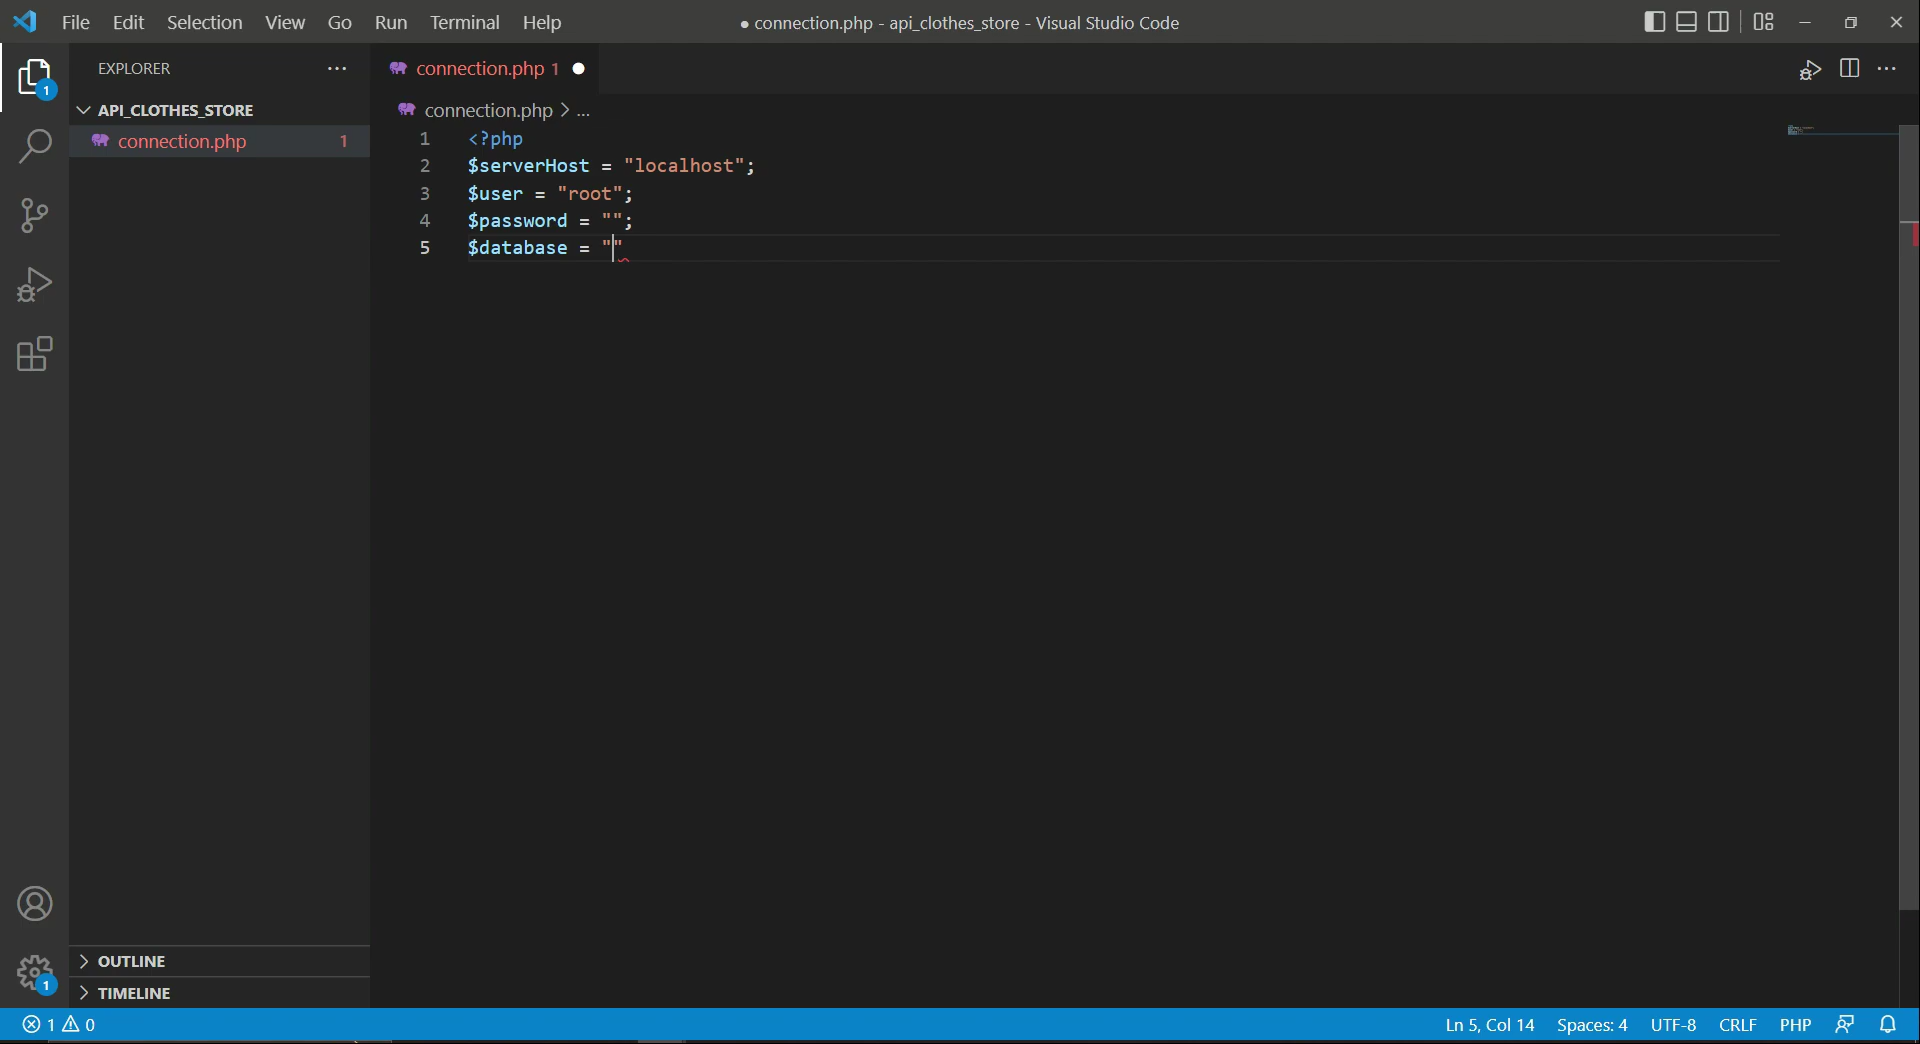 File Edit Selection View Go Run Terminal Help
● connection.php - api_clothes_store - Visual Studio Code
EXPLORER
connection.php 1
API_CLOTHES_STORE
connection.php > ...
connection.php 1
1 <?php
2 $serverHost = "localhost";
3 $user = "root";
4 $password = "";
5 $database = ""
1
OUTLINE
1
TIMELINE
1 0
Ln 5, Col 14 Spaces: 4 UTF-8 CRLF PHP